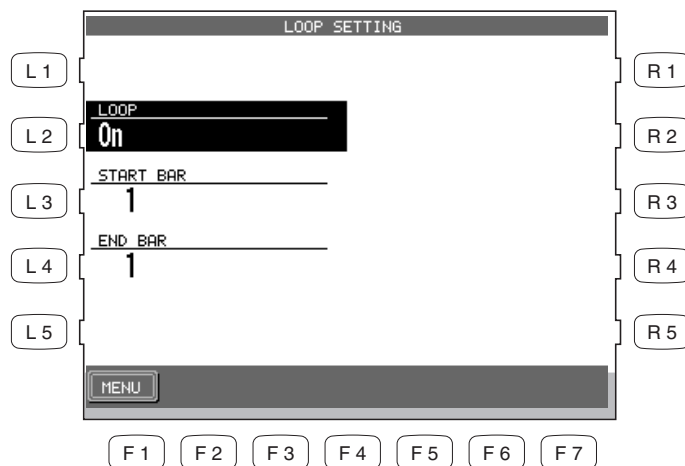 LOOP SETTING
L 1
R 1
LOOP
L 2
On
R 2
START BAR
L 3
1
R 3
END BAR
L 4
1
R 4
L 5
R 5
MENU
F 1 F 2 F 3 F 4 F 5 F 6 F 7